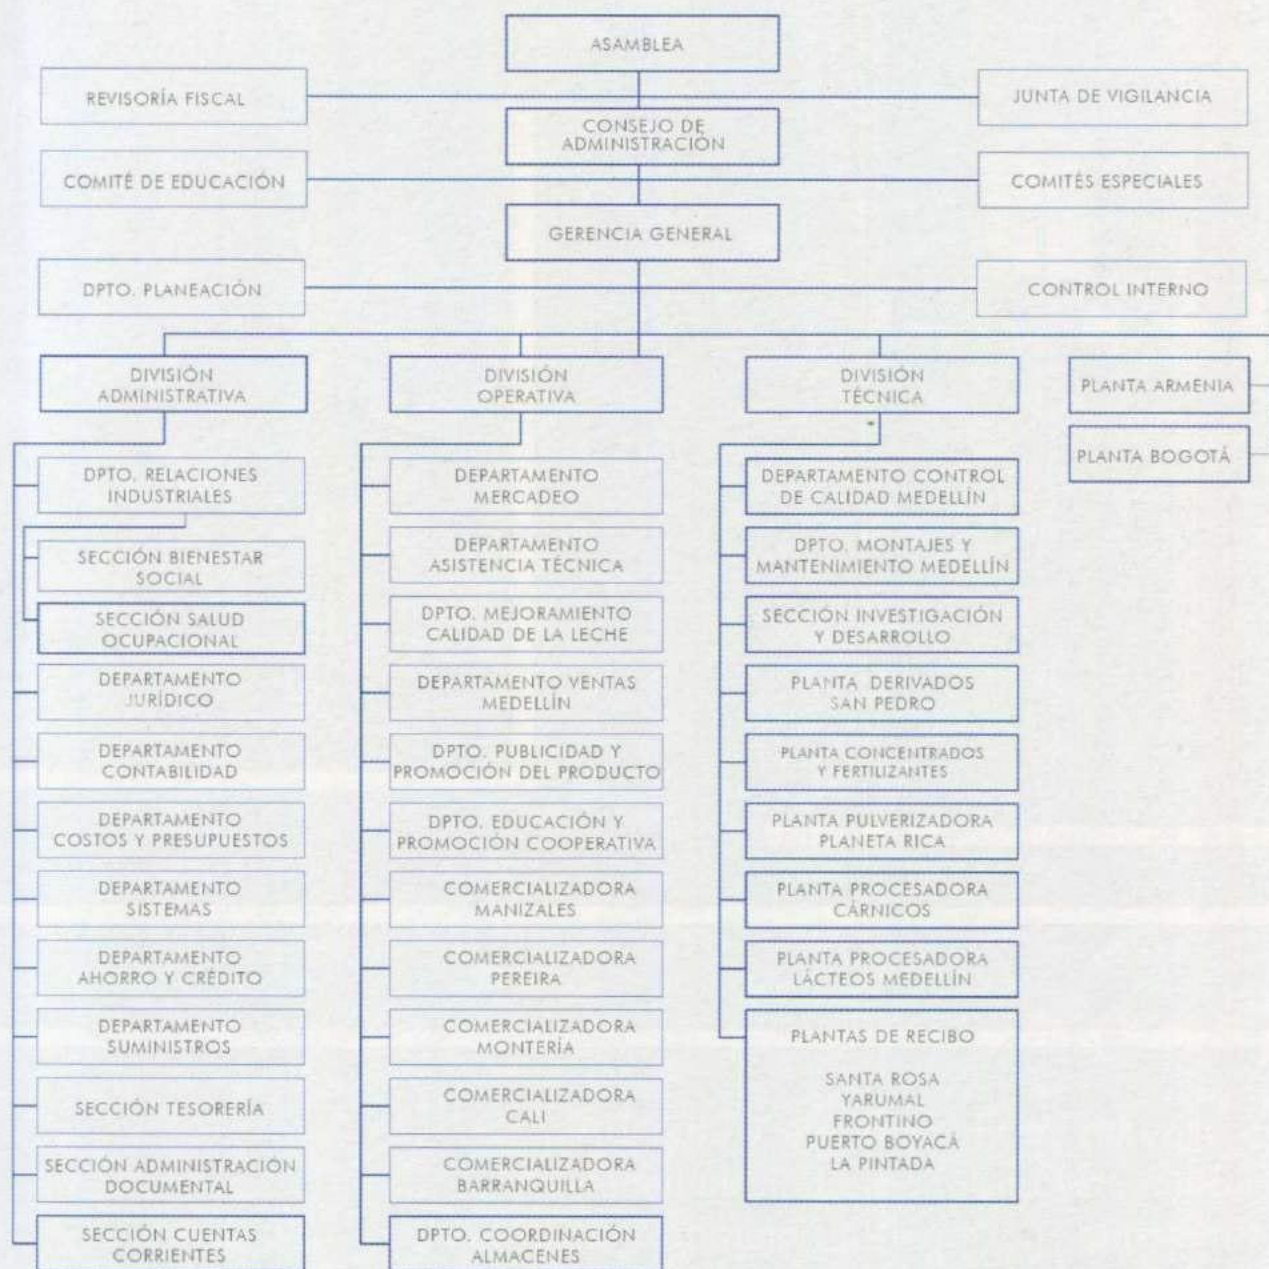 ASAMBLEA
REVISORÍA FISCAL
JUNTA DE VIGILANCIA
CONSEJO DE
ADMINISTRACIÓN
COMITÉ DE EDUCACIÓN
COMITÉS ESPECIALES
GERENCIA GENERAL
DPTO. PLANEACIÓN
CONTROL INTERNO
DIVISIÓN
ADMINISTRATIVA
DPTO. RELACIONES
INDUSTRIALES
SECCIÓN BIENESTAR
SOCIAL
SECCIÓN SALUD
OCUPACIONAL
DEPARTAMENTO
JURÍDICO
DEPARTAMENTO
CONTABILIDAD
DEPARTAMENTO
COSTOS Y PRESUPUESTOS
DEPARTAMENTO
SISTEMAS
DEPARTAMENTO
AHORRO Y CRÉDITO
DEPARTAMENTO
SUMINISTROS
SECCIÓN TESORERÍA
SECCIÓN ADMINISTRACIÓN
DOCUMENTAL
SECCIÓN CUENTAS
CORRIENTES
DIVISIÓN
OPERATIVA
DEPARTAMENTO
MERCADEO
DEPARTAMENTO
ASISTENCIA TÉCNICA
DPTO. MEJORAMIENTO
CALIDAD DE LA LECHE
DEPARTAMENTO VENTAS
MEDELLÍN
DPTO. PUBLICIDAD Y
PROMOCIÓN DEL PRODUCTO
DPTO. EDUCACIÓN Y
PROMOCIÓN COOPERATIVA
COMERCIALIZADORA
MANIZALES
COMERCIALIZADORA
PEREIRA
COMERCIALIZADORA
MONTERÍA
COMERCIALIZADORA
CALI
COMERCIALIZADORA
BARRANQUILLA
DPTO. COORDINACIÓN
ALMACENES
DIVISIÓN
TÉCNICA
DEPARTAMENTO CONTROL
DE CALIDAD MEDELLÍN
DPTO. MONTAJES Y
MANTENIMIENTO MEDELLÍN
SECCIÓN INVESTIGACIÓN
Y DESARROLLO
PLANTA DERIVADOS
SAN PEDRO
PLANTA CONCENTRADOS
Y FERTILIZANTES
PLANTA PULVERIZADORA
PLANETA RICA
PLANTA PROCESADORA
CÁRNICOS
PLANTA PROCESADORA
LÁCTEOS MEDELLÍN
PLANTAS DE RECIBO
SANTA ROSA
YARUMAL
FRONTINO
PUERTO BOYACÁ
LA PINTADA
PLANTA ARMENIA
PLANTA BOGOTÁ